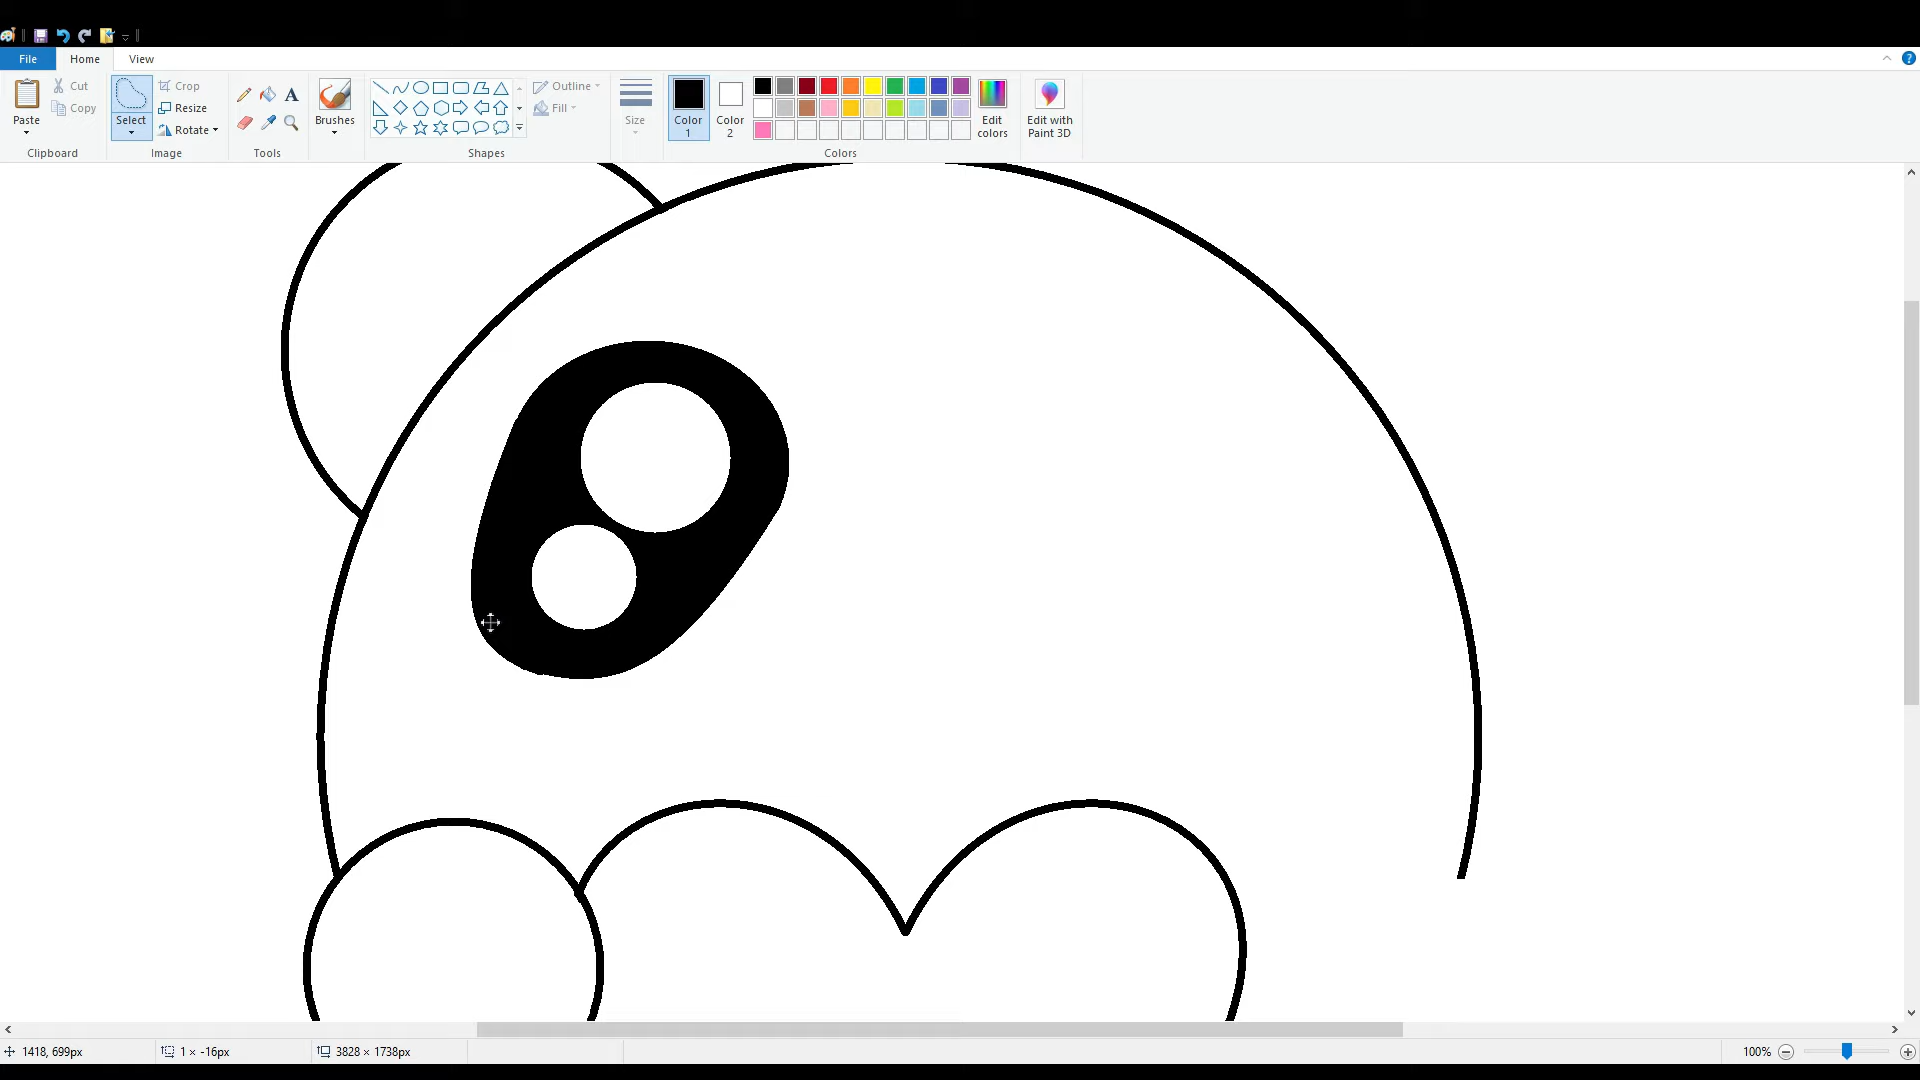 File Home View
Paste
Cut
Copy
Clipboard
Select
Crop
Resize
Rotate
Image
A
Tools
Brushes
Shapes
Outline
Fill
Size
Color 1
Color 2
Edit colors
Edit with Paint 3D
Colors
1418, 699px 1 × -16px 3828 × 1738px 100%